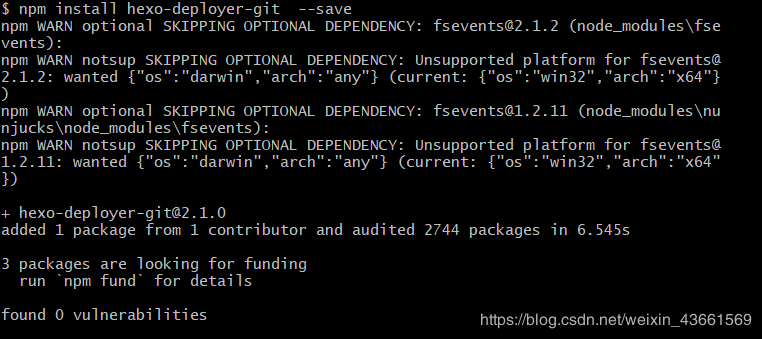 $ npm install hexo-deployer-git  --save
npm WARN optional SKIPPING OPTIONAL DEPENDENCY: fsevents@2.1.2 (node_modules\fse
vents):
npm WARN notsup SKIPPING OPTIONAL DEPENDENCY: Unsupported platform for fsevents@
2.1.2: wanted {"os":"darwin","arch":"any"} (current: {"os":"win32","arch":"x64"}
)
npm WARN optional SKIPPING OPTIONAL DEPENDENCY: fsevents@1.2.11 (node_modules\nu
njucks\node_modules\fsevents):
npm WARN notsup SKIPPING OPTIONAL DEPENDENCY: Unsupported platform for fsevents@
1.2.11: wanted {"os":"darwin","arch":"any"} (current: {"os":"win32","arch":"x64"
})
+ hexo-deployer-git@2.1.0
added 1 package from 1 contributor and audited 2744 packages in 6.545s
3 packages are looking for funding
  run `npm fund` for details
found 0 vulnerabilities
https://blog.csdn.net/weixin_43661569